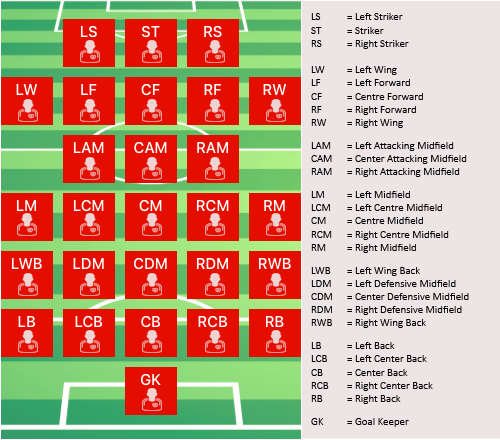 LS ST RS
LW LF CF RF RW
LAM CAM RAM
LM LCM CM RCM RM
LWB LDM CDM RDM RWB
LB LCB CB RCB RB
GK
LS = Left Striker
ST = Striker
RS = Right Striker
LW = Left Wing
LF = Left Forward
CF = Centre Forward
RF = Right Forward
RW = Right Wing
LAM = Left Attacking Midfield
CAM = Center Attacking Midfield
RAM = Right Attacking Midfield
LM = Left Midfield
LCM = Left Centre Midfield
CM = Centre Midfield
RCM = Right Centre Midfield
RM = Right Midfield
LWB = Left Wing Back
LDM = Left Defensive Midfield
CDM = Center Defensive Midfield
RDM = Right Defensive Midfield
RWB = Right Wing Back
LB = Left Back
LCB = Left Center Back
CB = Center Back
RCB = Right Center Back
RB = Right Back
GK = Goal Keeper